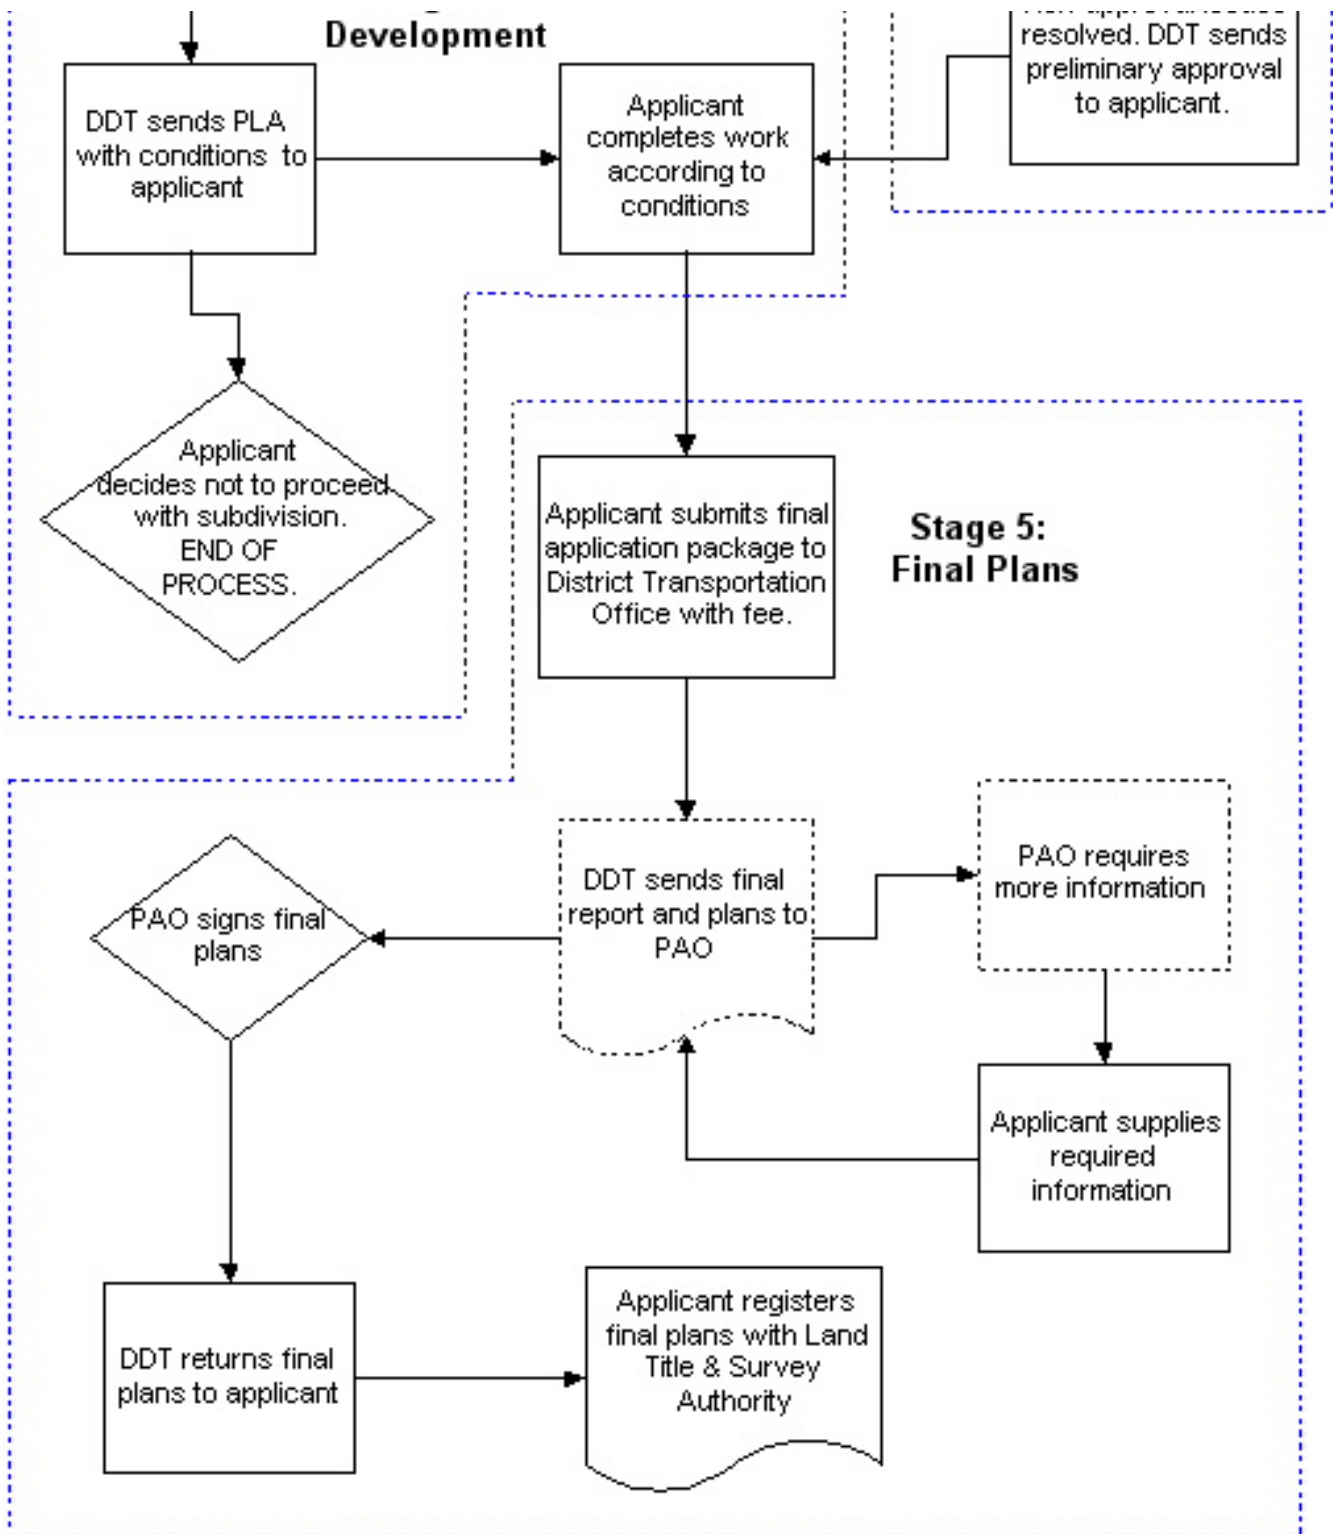 Development
resolved. DDT sends
preliminary approval
to applicant.
DDT sends PLA
with conditions to
applicant
Applicant
completes work
according to
conditions
Applicant
decides not to proceed
with subdivision.
END OF
PROCESS.
Applicant submits final
application package to
District Transportation
Office with fee.
Stage 5:
Final Plans
DDT sends final
report and plans to
PAO
PAO requires
more information
PAO signs final
plans
Applicant supplies
required
information
DDT returns final
plans to applicant
Applicant registers
final plans with Land
Title & Survey
Authority